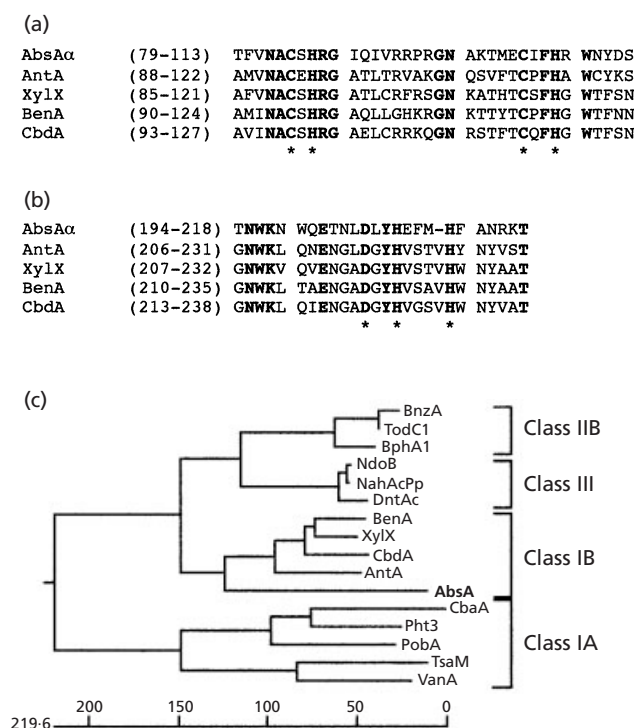 (a)
AbsAα (79-113) TFVNACSHRG IQIVRRPRGN AKTMECIFHR WNYDS
AntA (88-122) AMVNACEHRG ATLTRVAKGN QSVFTCPFHA WCYKS
XylX (85-121) AFVNACSHRG ATLCRFRSGN KATHTCSFHG WTFSN
BenA (90-124) AMINACSHRG AQLLGHKRGN KTTYTCPFHG WTFNN
CbdA (93-127) AVINACSHRG AELCRRKQGN RSTFTCQFHG WTFSN
* * * *
(b)
AbsAα (194-218) TNWKN WQETNLDLYHEFM-HF ANRKT
AntA (206-231) GNWKL QNENGLDGYHVSTVHY NYVST
XylX (207-232) GNWKV QVENGADGYHVSTVHW NYAAT
BenA (210-235) GNWKL TAENGADGYHVSAVHW NYAAT
CbdA (213-238) GNWKL QIENGADGYHVGSVHW NYVAT
* * *
(c)
BnzA
TodC1
BphA1
Class IIB
NdoB
NahAcPp
DntAc
Class III
BenA
XylX
CbdA
AntA
AbsA
Class IB
CbaA
Pht3
PobA
TsaM
VanA
Class IA
219·6 200 150 100 50 0